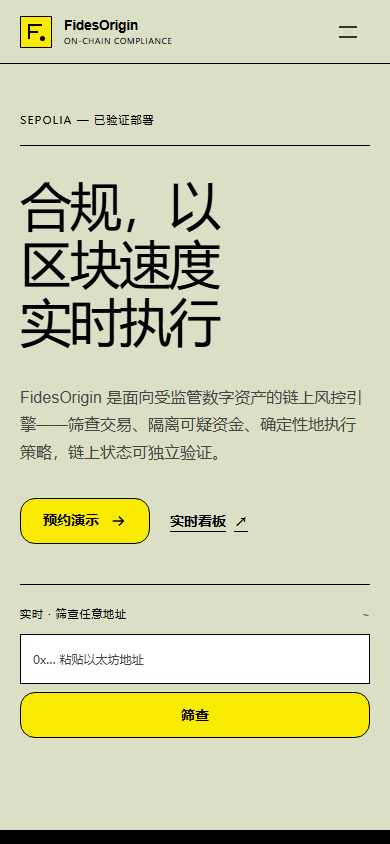 F.
FidesOrigin
ON-CHAIN COMPLIANCE
SEPOLIA — 已验证部署
合规，以
区块速度
实时执行
FidesOrigin 是面向受监管数字资产的链上风控引
擎——筛查交易、隔离可疑资金、确定性地执行
策略，链上状态可独立验证。
预约演示 →
实时看板 ↗
实时 · 筛查任意地址
0x... 粘贴以太坊地址
筛查